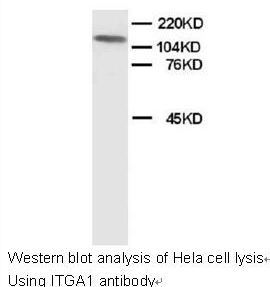 220KD
104KD
76KD
45KD
Western blot analysis of Hela cell lysis
Using ITGA1 antibody